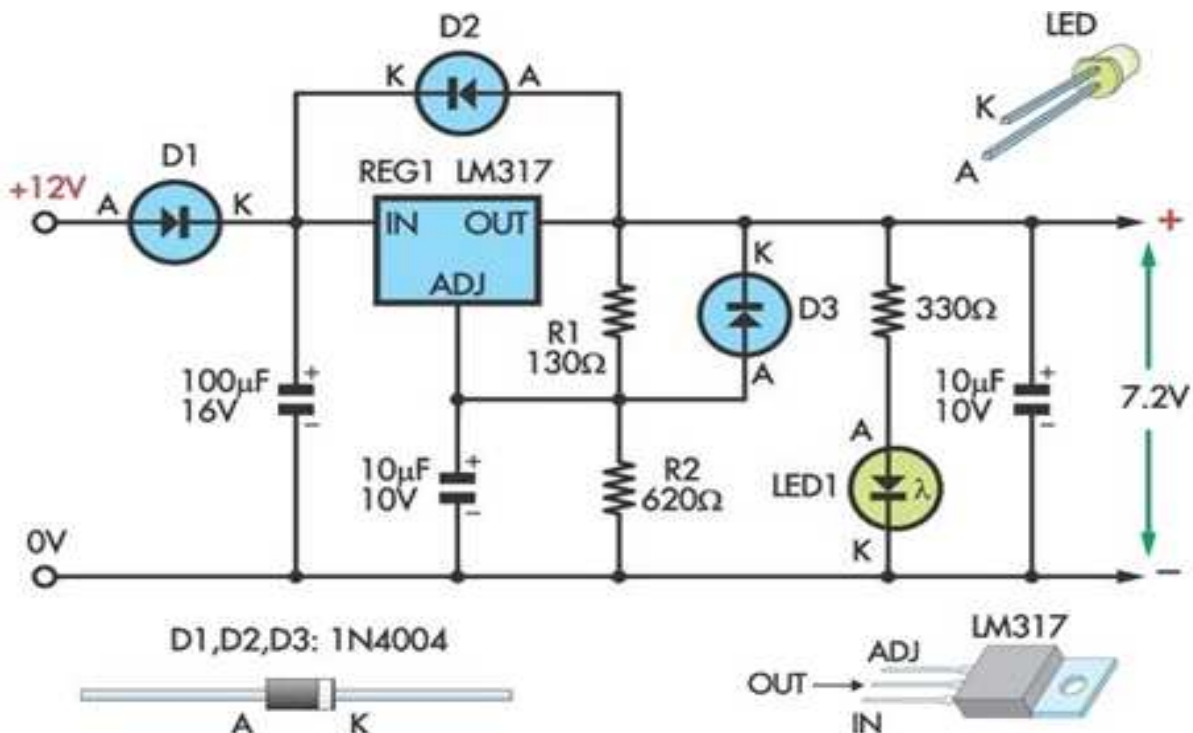 D2
K
A
LED
K
A
D1
+12V
A
K
REG1 LM317
IN
OUT
ADJ
+
K
D3
A
R1
130Ω
330Ω
100µF
16V
+
−
10µF
10V
+
−
R2
620Ω
A
LED1
λ
K
10µF
10V
+
−
7.2V
0V
−
D1,D2,D3: 1N4004
A
K
LM317
ADJ
OUT
IN